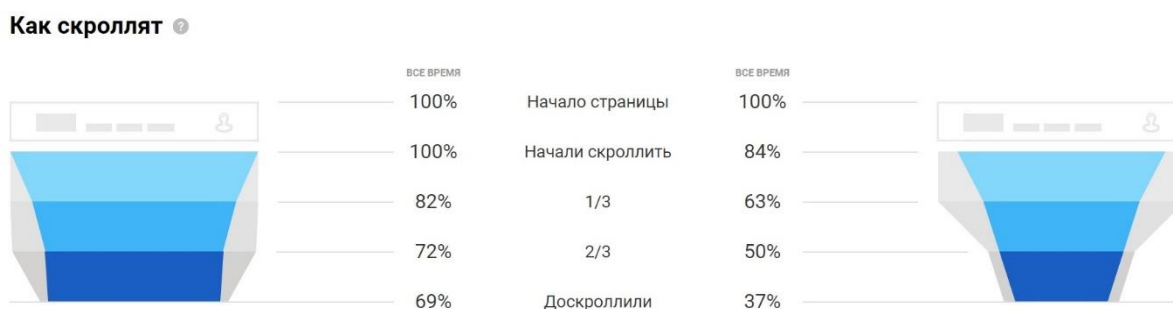 Как скроллят ?
ВСЕ ВРЕМЯ ВСЕ ВРЕМЯ
100% Начало страницы 100%
100% Начали скроллить 84%
82% 1/3 63%
72% 2/3 50%
69% Доскроллили 37%